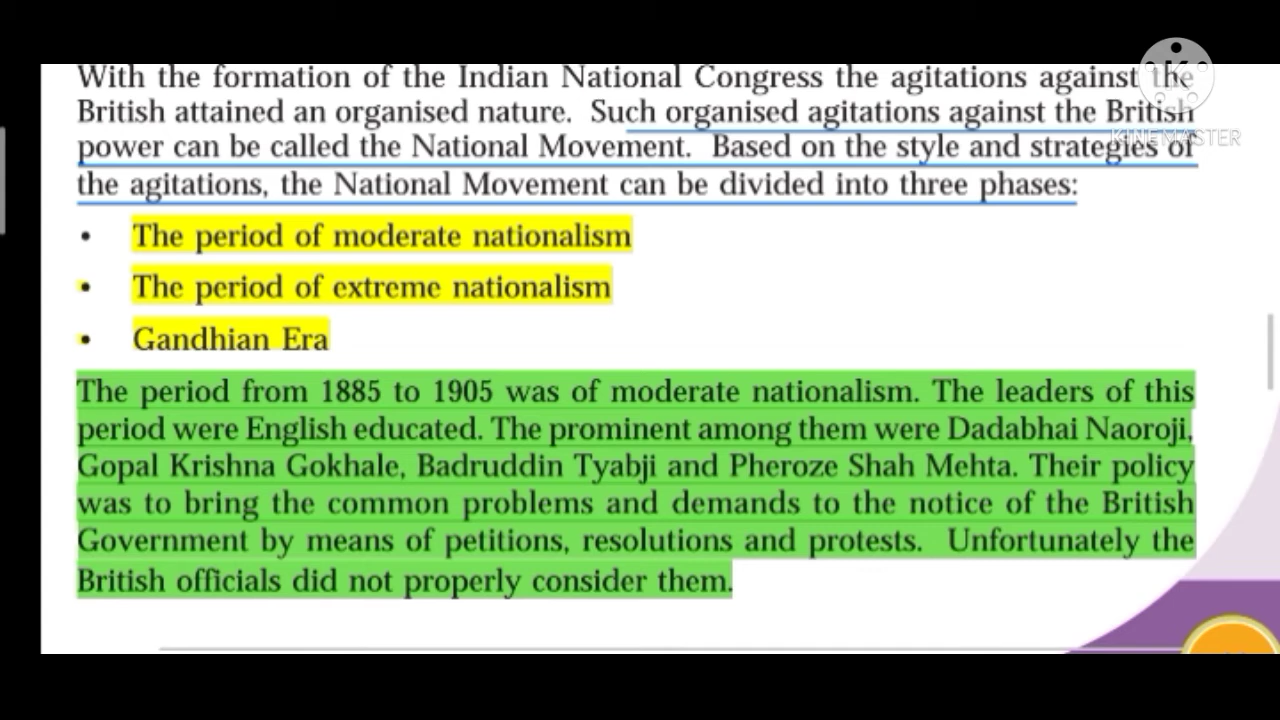 With the formation of the Indian National Congress the agitations against the
British attained an organised nature. Such organised agitations against the British
power can be called the National Movement. Based on the style and strategies of
the agitations, the National Movement can be divided into three phases:
• The period of moderate nationalism
• The period of extreme nationalism
• Gandhian Era
The period from 1885 to 1905 was of moderate nationalism. The leaders of this
period were English educated. The prominent among them were Dadabhai Naoroji,
Gopal Krishna Gokhale, Badruddin Tyabji and Pheroze Shah Mehta. Their policy
was to bring the common problems and demands to the notice of the British
Government by means of petitions, resolutions and protests. Unfortunately the
British officials did not properly consider them.
K
KINEMASTER